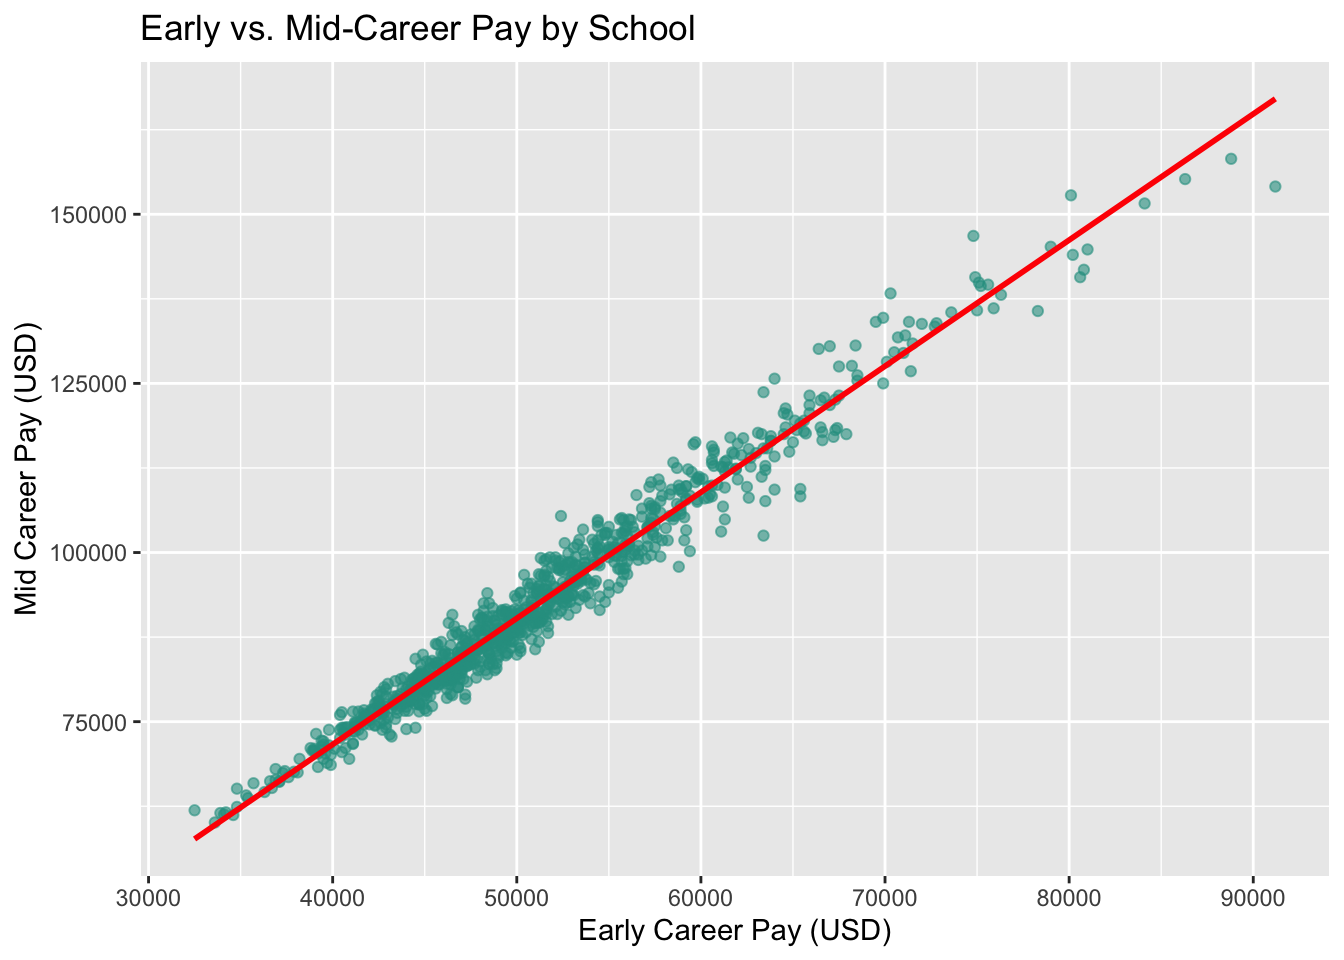 Early vs. Mid-Career Pay by School
Mid Career Pay (USD)
150000
125000
100000
75000
30000 40000 50000 60000 70000 80000 90000
Early Career Pay (USD)